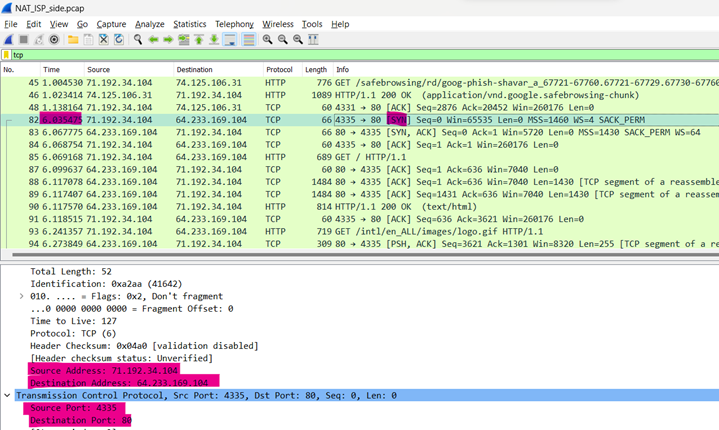 NAT_ISP_side.pcap
File Edit View Go Capture Analyze Statistics Telephony Wireless Tools Help
tcp
No. Time Source Destination Protocol Length Info
45 1.004530 71.192.34.104 74.125.106.31 HTTP 776 GET /safebrowsing/rd/goog-phish-shavar_a_67721-67760.67721-67729.67730-67760
46 1.023414 74.125.106.31 71.192.34.104 HTTP 1089 HTTP/1.1 200 OK (application/vnd.google.safebrowsing-chunk)
48 1.138164 71.192.34.104 74.125.106.31 TCP 60 4331 → 80 [ACK] Seq=2876 Ack=20452 Win=260176 Len=0
82 6.035475 71.192.34.104 64.233.169.104 TCP 66 4335 → 80 [SYN] Seq=0 Win=65535 Len=0 MSS=1460 WS=4 SACK_PERM
83 6.067775 64.233.169.104 71.192.34.104 TCP 66 80 → 4335 [SYN, ACK] Seq=0 Ack=1 Win=5720 Len=0 MSS=1430 SACK_PERM WS=64
84 6.068754 71.192.34.104 64.233.169.104 TCP 60 4335 → 80 [ACK] Seq=1 Ack=1 Win=260176 Len=0
85 6.069168 71.192.34.104 64.233.169.104 HTTP 689 GET / HTTP/1.1
87 6.099637 64.233.169.104 71.192.34.104 TCP 60 80 → 4335 [ACK] Seq=1 Ack=636 Win=7040 Len=0
88 6.117078 64.233.169.104 71.192.34.104 TCP 1484 80 → 4335 [ACK] Seq=1 Ack=636 Win=7040 Len=1430 [TCP segment of a reassemble
89 6.117407 64.233.169.104 71.192.34.104 TCP 1484 80 → 4335 [ACK] Seq=1431 Ack=636 Win=7040 Len=1430 [TCP segment of a reassem
90 6.117570 64.233.169.104 71.192.34.104 HTTP 814 HTTP/1.1 200 OK (text/html)
91 6.118515 71.192.34.104 64.233.169.104 TCP 60 4335 → 80 [ACK] Seq=636 Ack=3621 Win=260176 Len=0
93 6.241357 71.192.34.104 64.233.169.104 HTTP 719 GET /intl/en_ALL/images/logo.gif HTTP/1.1
94 6.273849 64.233.169.104 71.192.34.104 TCP 309 80 → 4335 [PSH, ACK] Seq=3621 Ack=1301 Win=8320 Len=255 [TCP segment of a re
Total Length: 52
Identification: 0xa2aa (41642)
010. .... = Flags: 0x2, Don't fragment
...0 0000 0000 0000 = Fragment Offset: 0
Time to Live: 127
Protocol: TCP (6)
Header Checksum: 0x04a0 [validation disabled]
[Header checksum status: Unverified]
Source Address: 71.192.34.104
Destination Address: 64.233.169.104
Transmission Control Protocol, Src Port: 4335, Dst Port: 80, Seq: 0, Len: 0
Source Port: 4335
Destination Port: 80